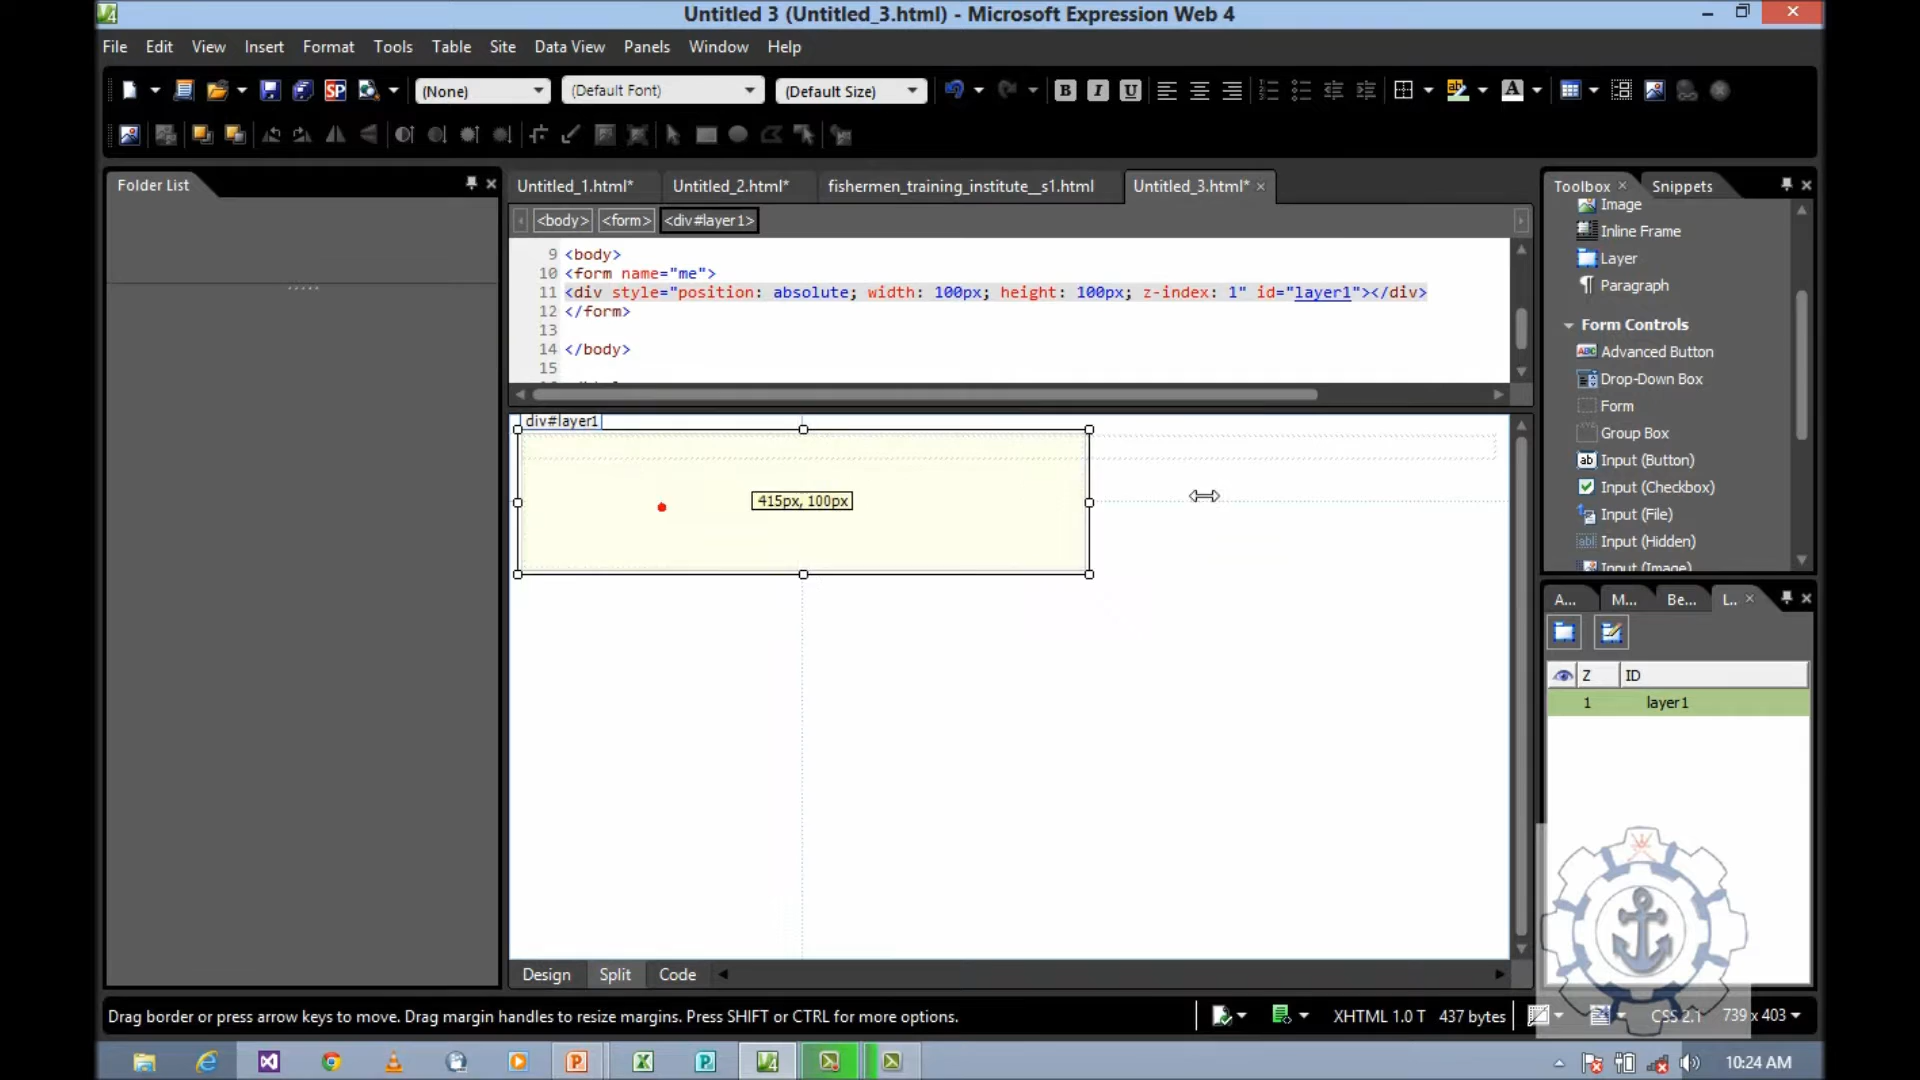 Untitled 3 (Untitled_3.html) - Microsoft Expression Web 4
File Edit View Insert Format Tools Table Site Data View Panels Window Help
(None) (Default Font) (Default Size)
Folder List
Untitled_1.html* Untitled_2.html* fishermen_training_institute__s1.html Untitled_3.html*
<body> <form> <div#layer1>
9 <body>
10 <form name="me">
11 <div style="position: absolute; width: 100px; height: 100px; z-index: 1" id="layer1"></div>
12 </form>
13
14 </body>
15
div#layer1
415px, 100px
Design Split Code
Toolbox Snippets
Image
Inline Frame
Layer
Paragraph
Form Controls
Advanced Button
Drop-Down Box
Form
Group Box
Input (Button)
Input (Checkbox)
Input (File)
Input (Hidden)
Input (Image)
A... M... Be... L..
Z ID
1 layer1
Drag border or press arrow keys to move. Drag margin handles to resize margins. Press SHIFT or CTRL for more options.
XHTML 1.0 T 437 bytes CSS 2.1 739 x 403
10:24 AM